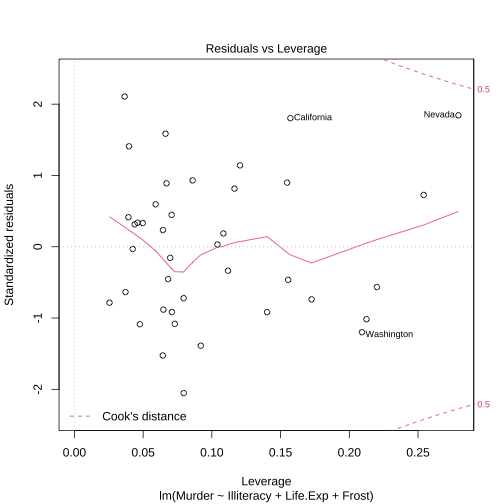 Residuals vs Leverage
Standardized residuals
2
1
0
-1
-2
California
Nevada
Washington
0.5
0.5
Cook's distance
0.00
0.05
0.10
0.15
0.20
0.25
Leverage
lm(Murder ~ Illiteracy + Life.Exp + Frost)